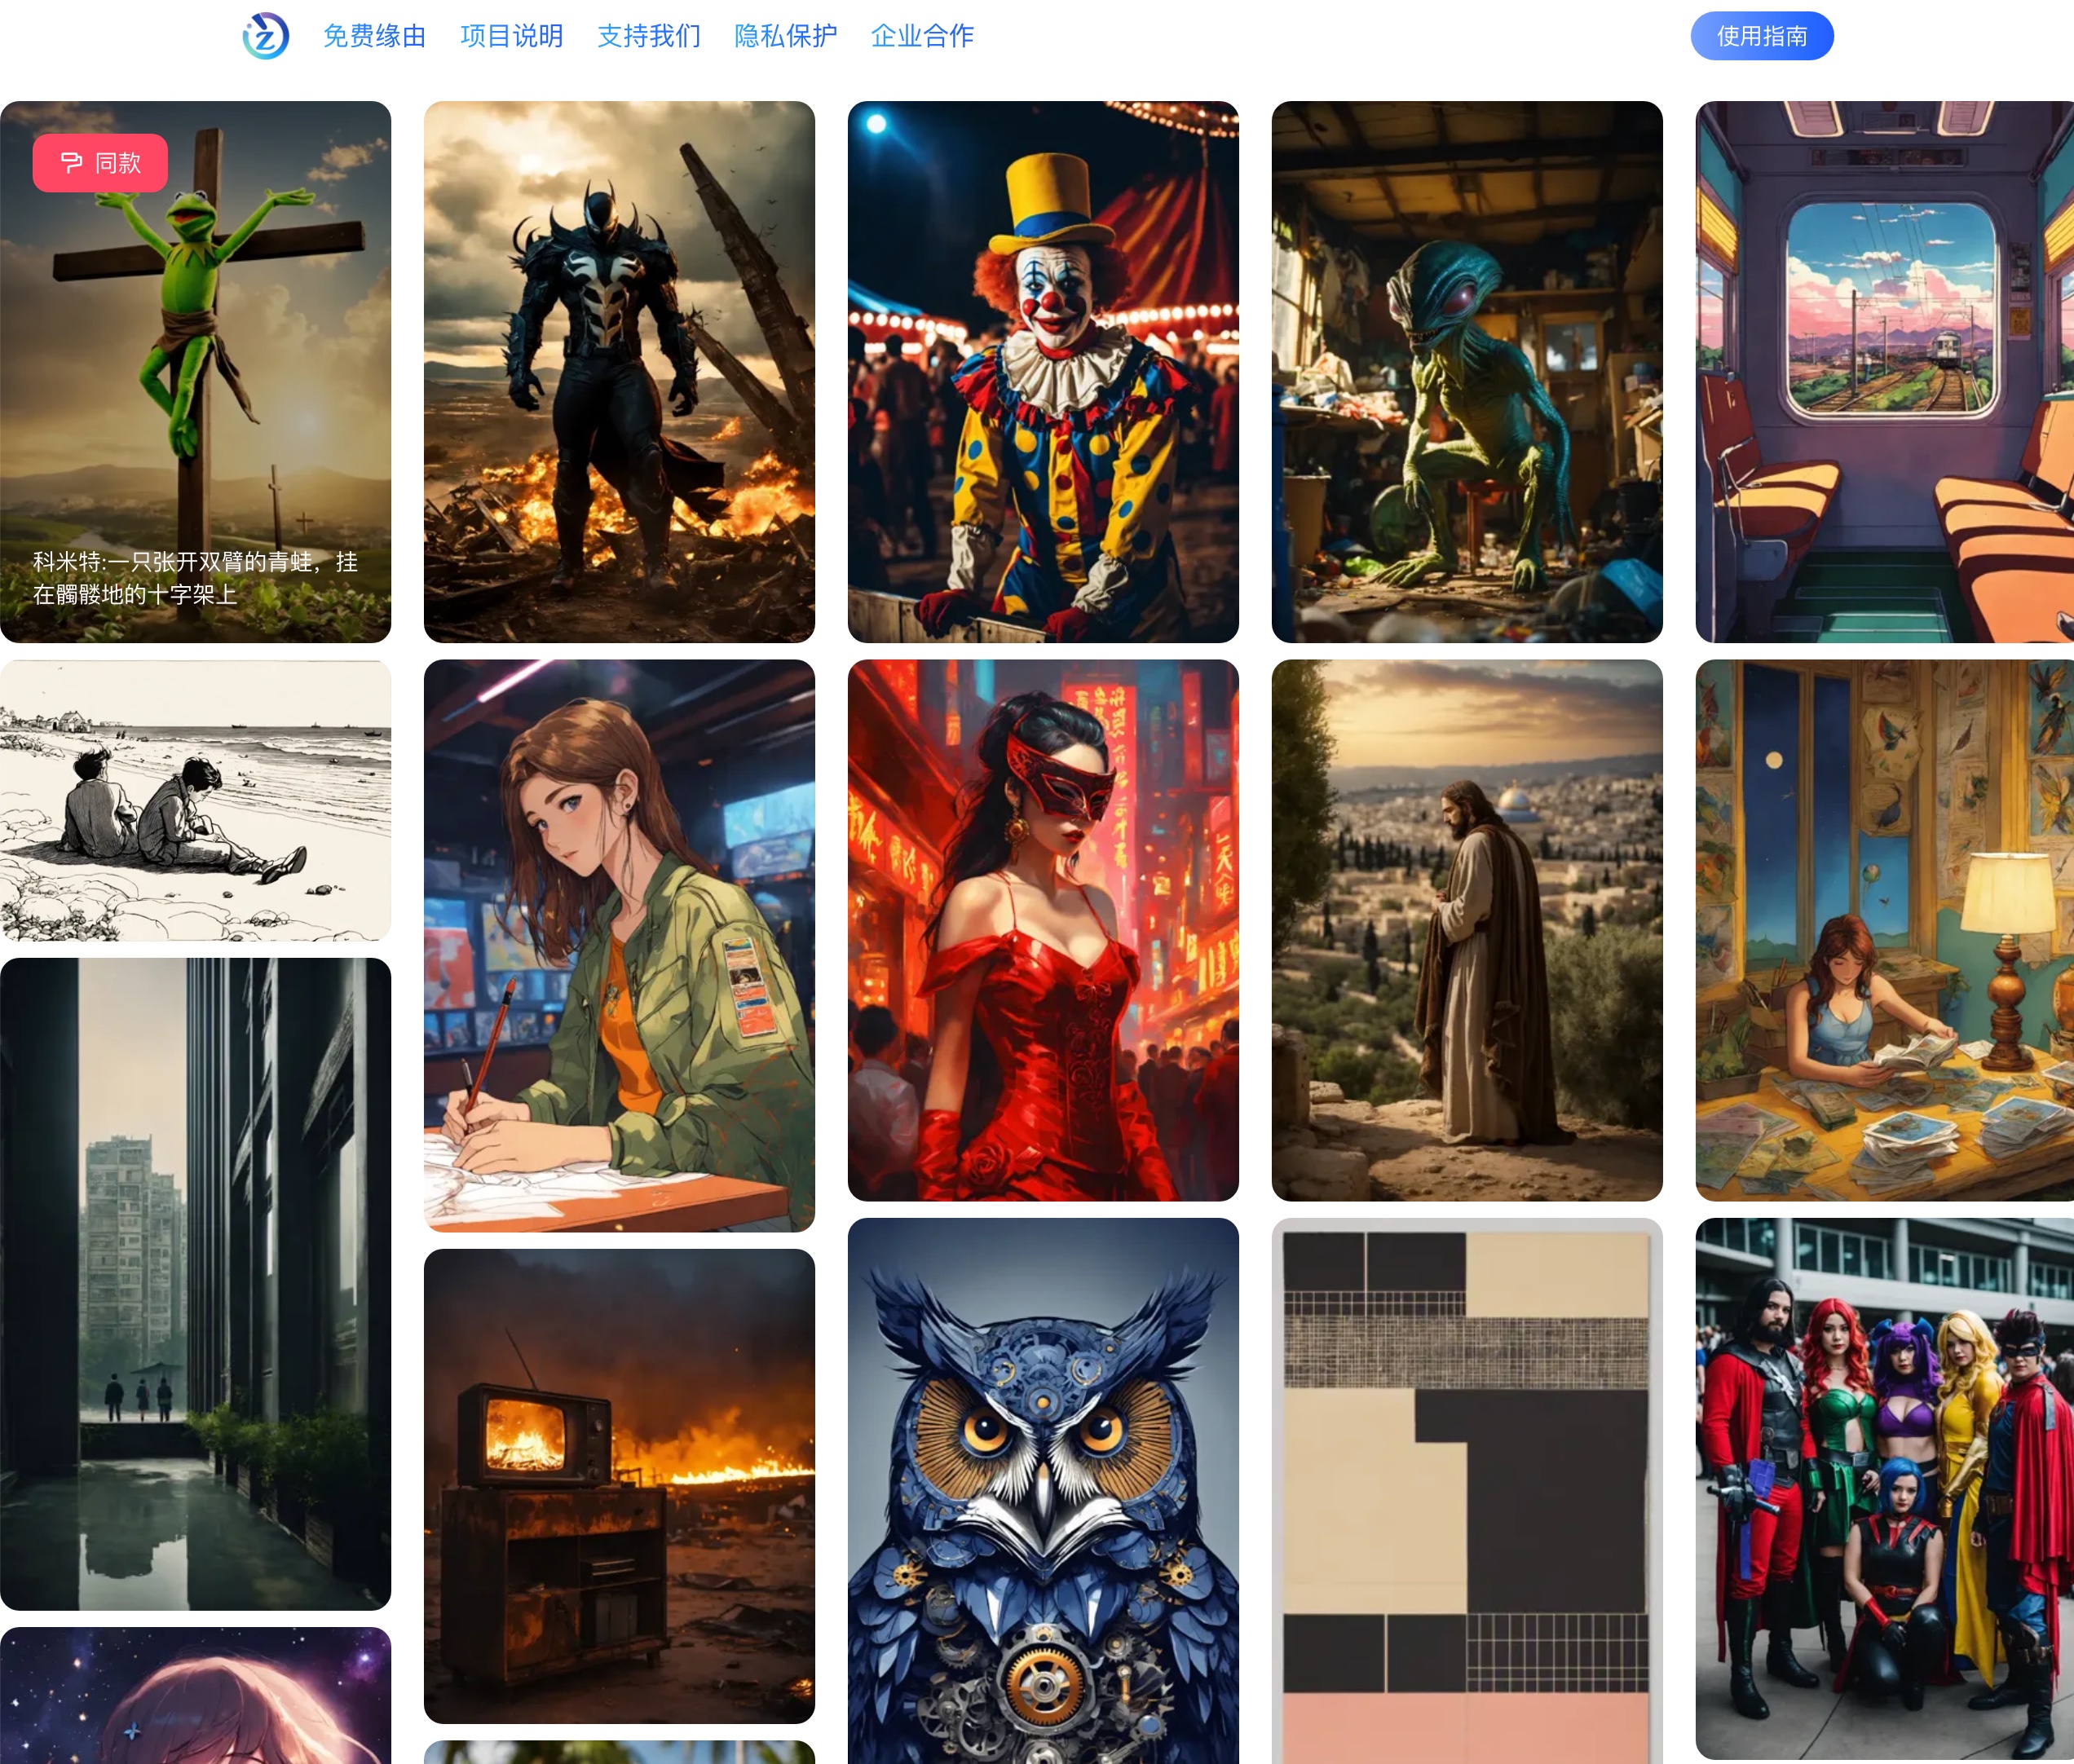 免费缘由
项目说明
支持我们
隐私保护
企业合作
使用指南
同款
科米特:一只张开双臂的青蛙，挂
在髑髅地的十字架上